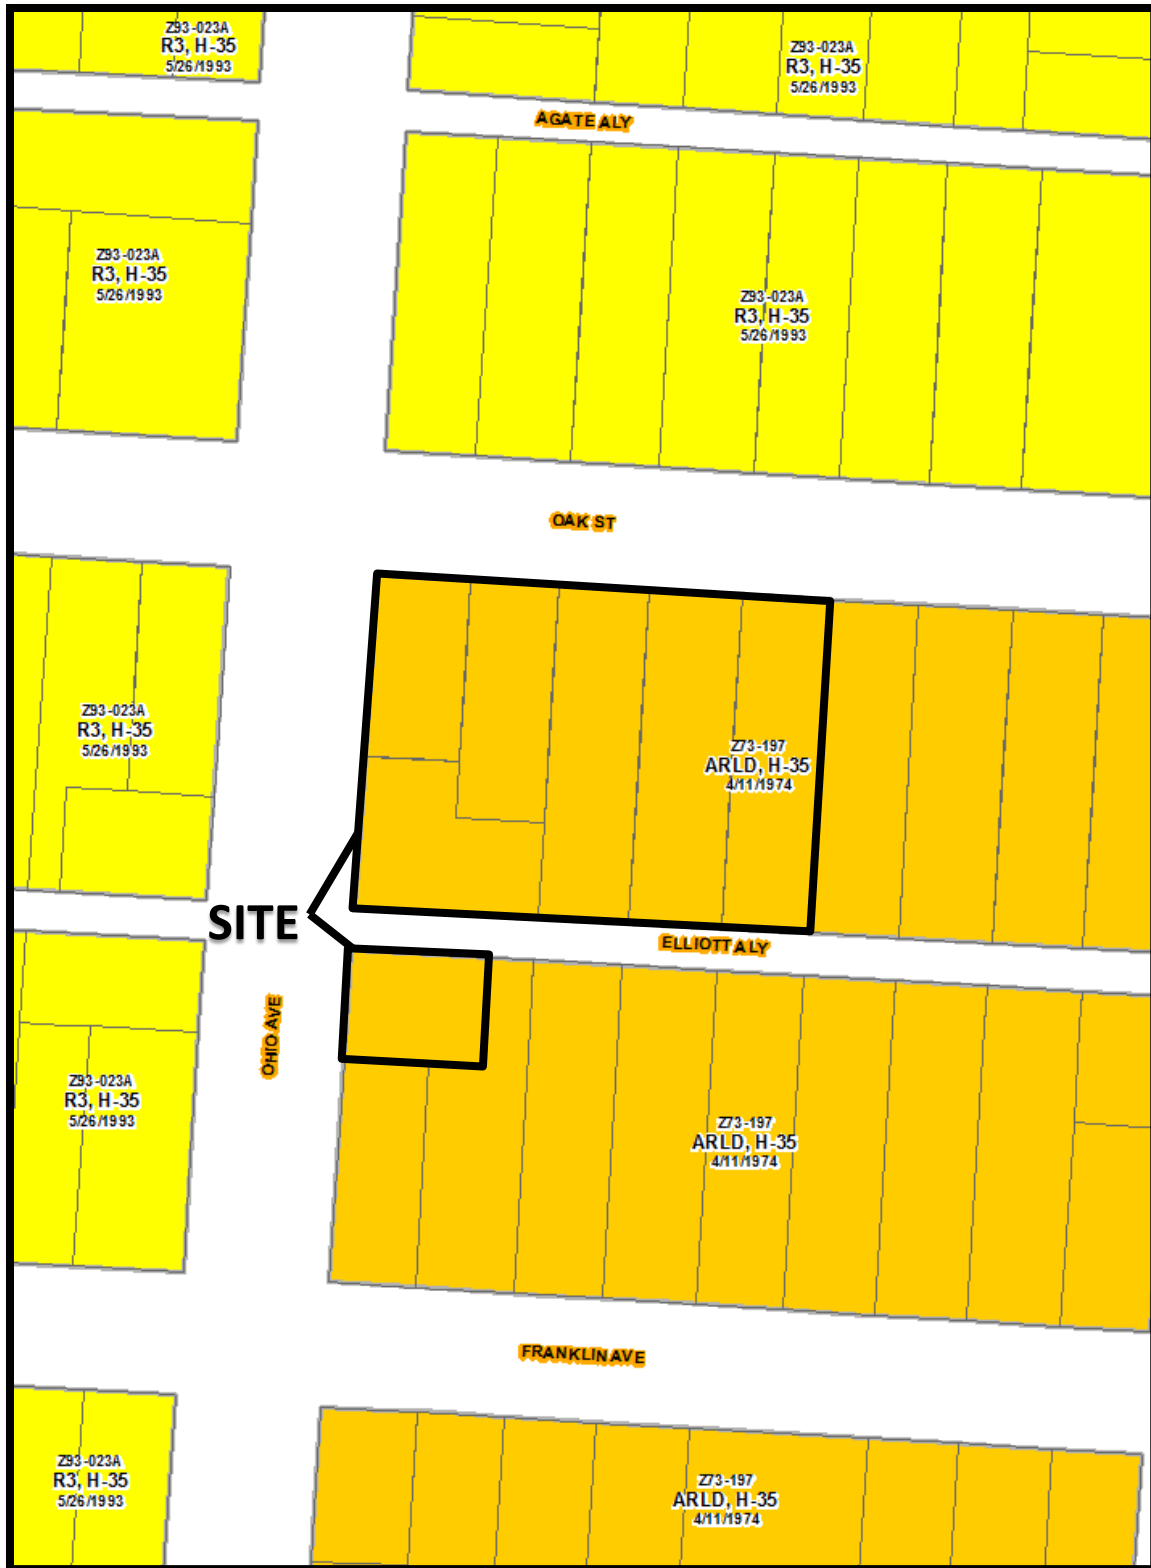 Z93-023A
R3, H-35
5/26/1993
Z93-023A
R3, H-35
5/26/1993
AGATE ALY
Z93-023A
R3, H-35
5/26/1993
Z93-023A
R3, H-35
5/26/1993
OAK ST
Z93-023A
R3, H-35
5/26/1993
Z73-197
ARLD, H-35
4/11/1974
SITE
ELLIOTT ALY
OHIO AVE
Z93-023A
R3, H-35
5/26/1993
Z73-197
ARLD, H-35
4/11/1974
FRANKLIN AVE
Z93-023A
R3, H-35
5/26/1993
Z73-197
ARLD, H-35
4/11/1974